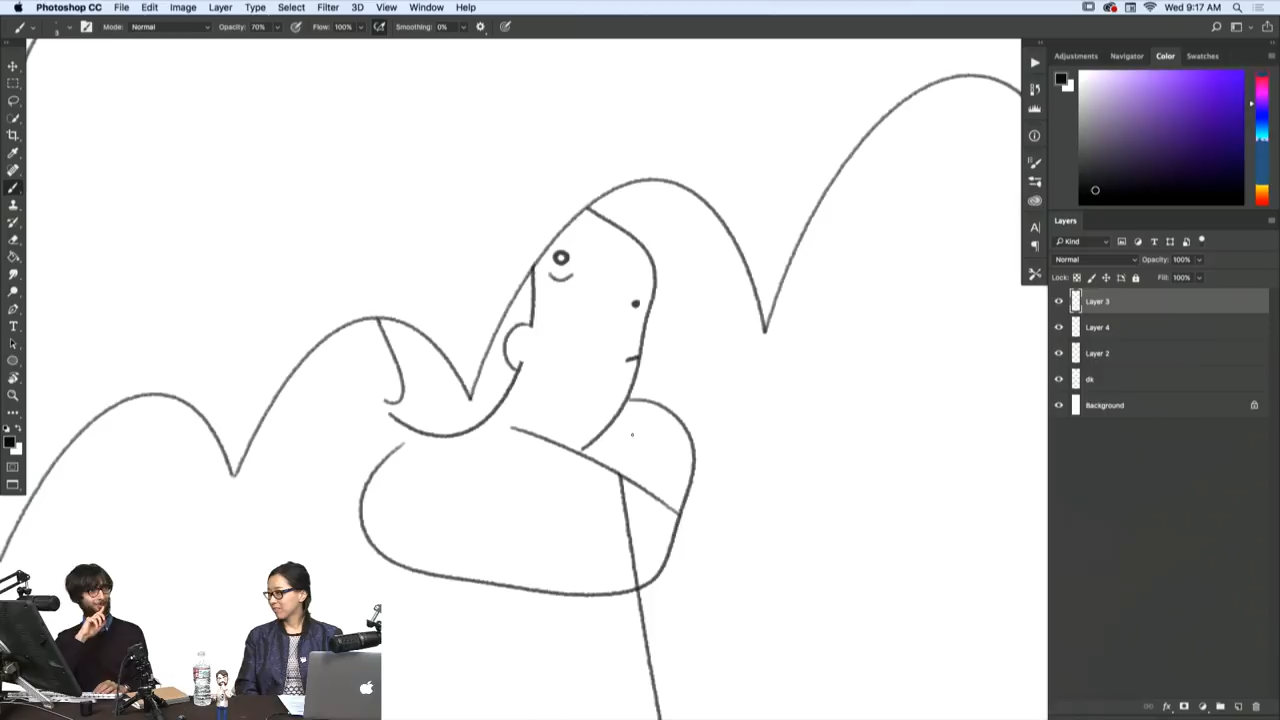 Photoshop CC File Edit Image Layer Type Select Filter 3D View Window Help Wed 9:17 AM
3 Mode: Normal Opacity: 70% Flow: 100% Smoothing: 0%
Adjustments Navigator Color Swatches
Layers
Kind
Normal Opacity: 100%
Lock: Fill: 100%
Layer 3
Layer 4
Layer 2
dk
Background